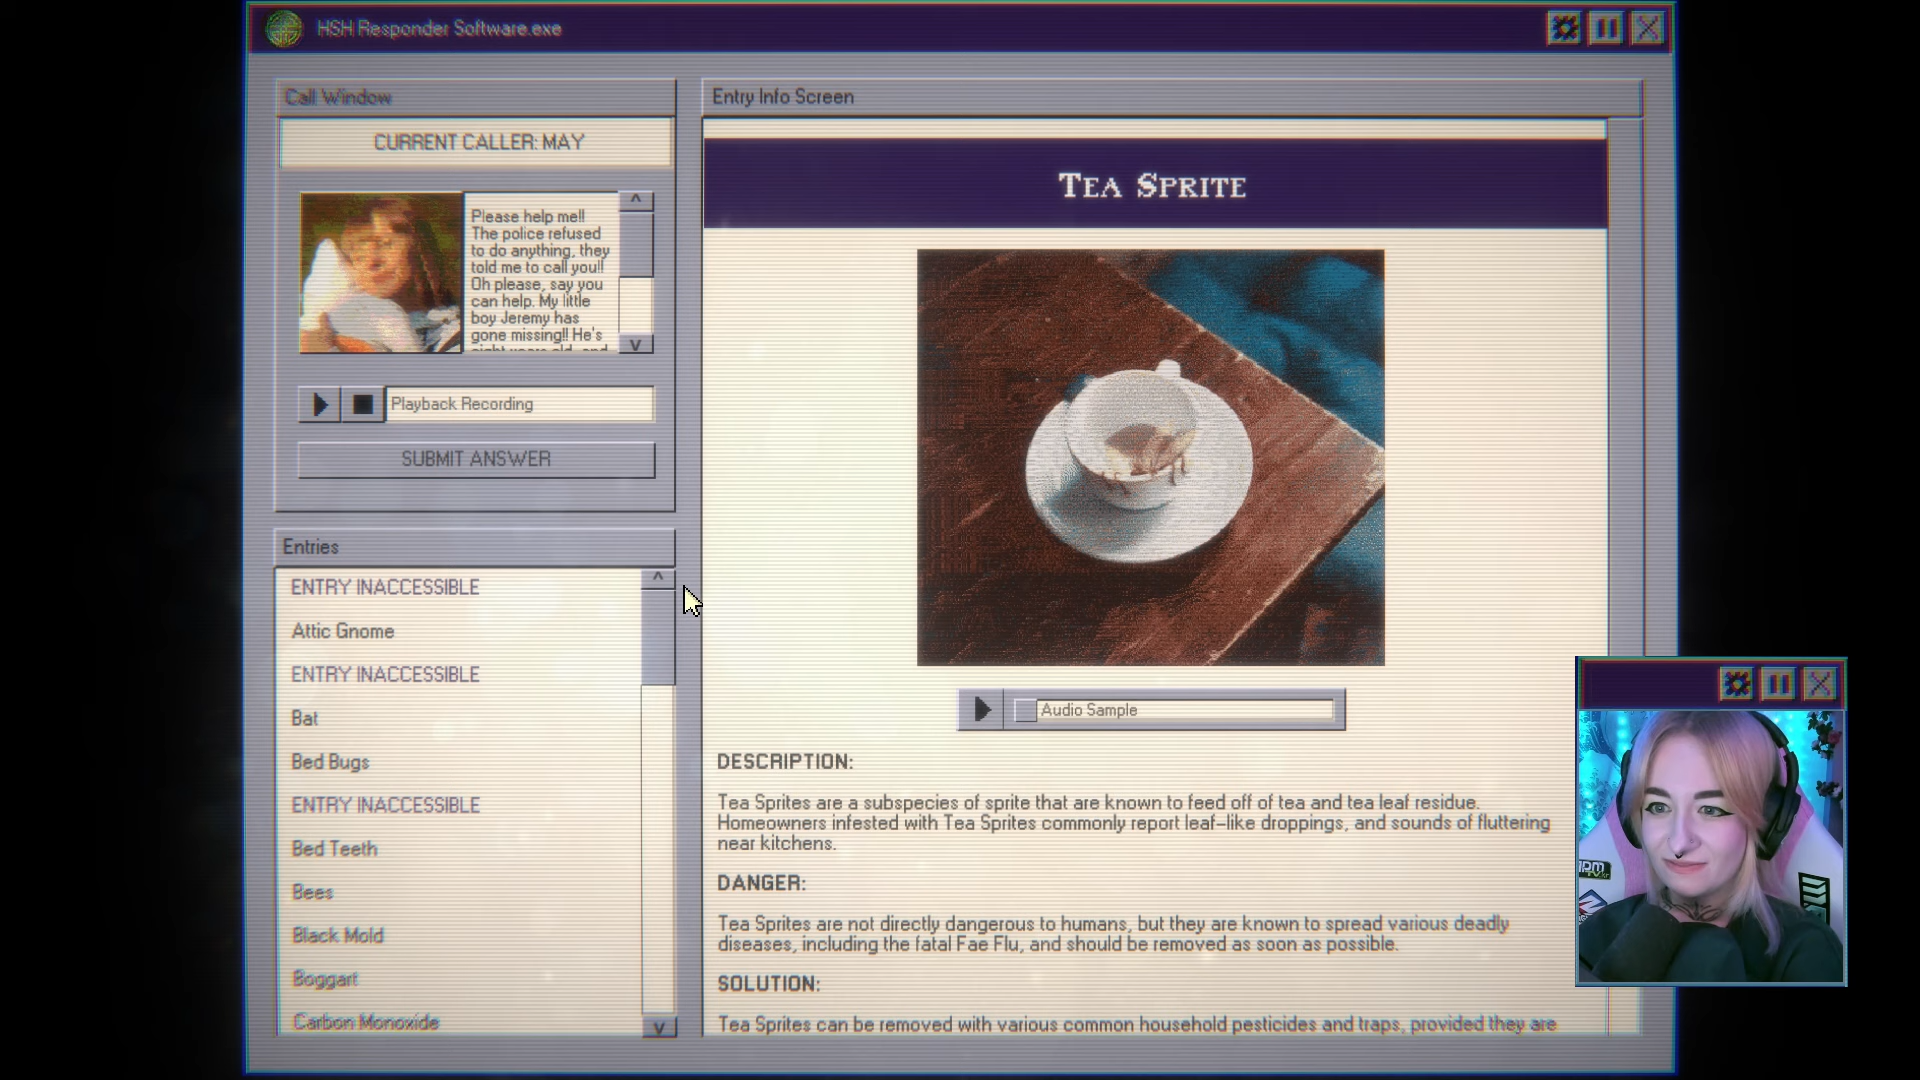 HSH Responder Software.exe
Call Window
CURRENT CALLER: MAY
Please help me!!
The police refused
to do anything, they
told me to call you!!
Oh please, say you
can help. My little
boy Jeremy has
gone missing!! He's
eight years old, and
Playback Recording
SUBMIT ANSWER
Entries
ENTRY INACCESSIBLE
Attic Gnome
ENTRY INACCESSIBLE
Bat
Bed Bugs
ENTRY INACCESSIBLE
Bed Teeth
Bees
Black Mold
Boggart
Carbon Monoxide
Entry Info Screen
TEA SPRITE
Audio Sample
DESCRIPTION:
Tea Sprites are a subspecies of sprite that are known to feed off of tea and tea leaf residue.
Homeowners infested with Tea Sprites commonly report leaf-like droppings, and sounds of fluttering
near kitchens.
DANGER:
Tea Sprites are not directly dangerous to humans, but they are known to spread various deadly
diseases, including the fatal Fae Flu, and should be removed as soon as possible.
SOLUTION:
Tea Sprites can be removed with various common household pesticides and traps, provided they are